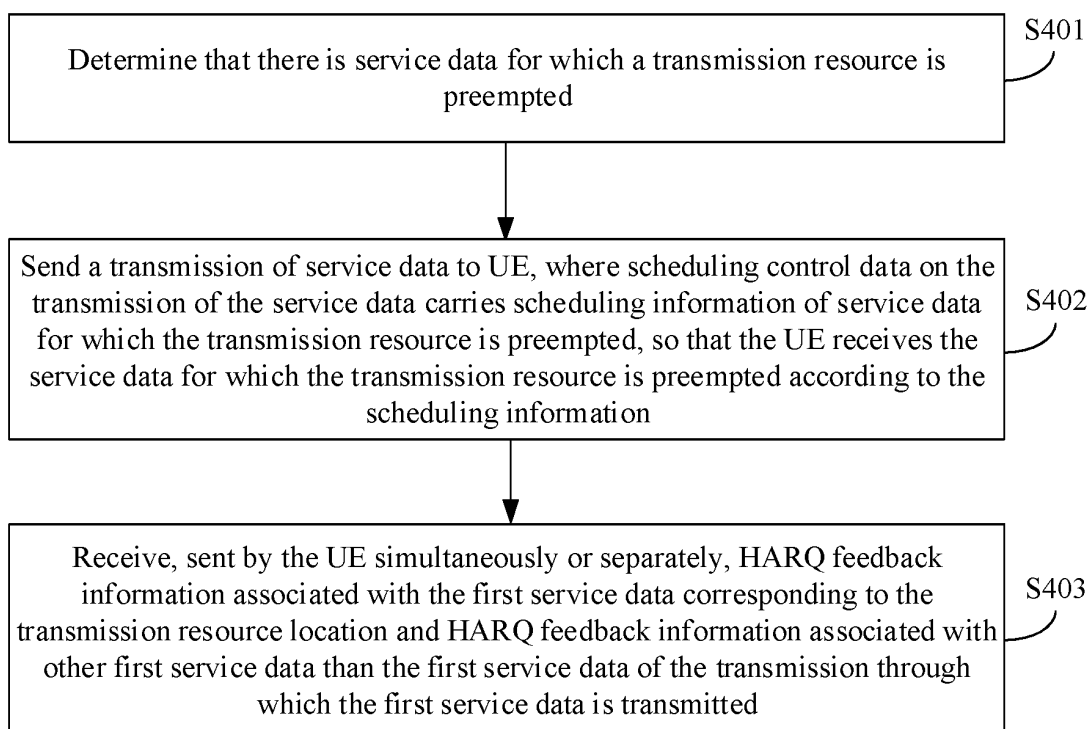 S401
Determine that there is service data for which a transmission resource is
preempted
Send a transmission of service data to UE, where scheduling control data on the
transmission of the service data carries scheduling information of service data
for which the transmission resource is preempted, so that the UE receives the
service data for which the transmission resource is preempted according to the
scheduling information
S402
Receive, sent by the UE simultaneously or separately, HARQ feedback
information associated with the first service data corresponding to the
transmission resource location and HARQ feedback information associated with
other first service data than the first service data of the transmission through
which the first service data is transmitted
S403